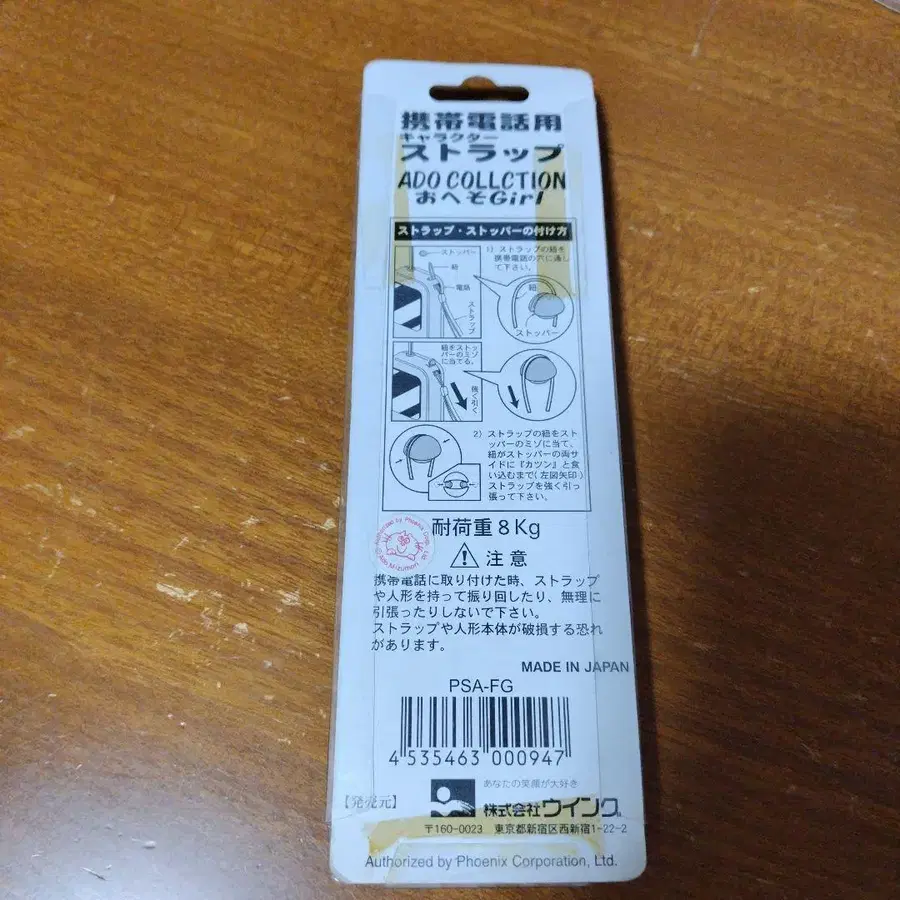 携帯電話用
キャラクター
ストラップ
ADO COLLCTION
おへそGirl
ストラップ・ストッパーの付け方
ストッパー
紐
電話
ストラップ
1) ストラップの紐を
携帯電話の穴に通し
て下さい。
紐
ストッパー
紐をストッ
パーのミゾ
に当てる。
強く引く
2) ストラップの紐をスト
ッパーのミゾに当て、
紐がストッパーの両サ
イドに『カツン』と食
い込むまで(左図矢印)
ストラップを強く引っ
張って下さい。
耐荷重8Kg
Authorized by Phoenix Corp. Ltd.
© Ado Mizumori
注意
携帯電話に取り付けた時、ストラップ
や人形を持って振り回したり、無理に
引張ったりしないで下さい。
ストラップや人形本体が破損する恐れ
があります。
MADE IN JAPAN
PSA-FG
4 535463 000947
あなたの笑顔が大好き
【発売元】
株式会社ウイング
〒160-0023 東京都新宿区西新宿1-22-2
Authorized by Phoenix Corporation, Ltd.